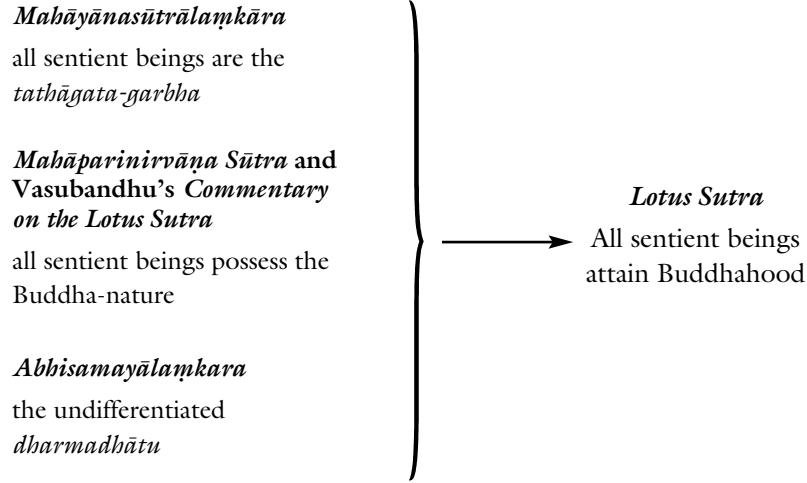 Mahāyānasūtrālaṃkāra
all sentient beings are the
tathāgata-garbha
Mahāparinirvāṇa Sūtra and
Vasubandhu’s Commentary
on the Lotus Sutra
all sentient beings possess the
Buddha-nature
Abhisamayālaṃkara
the undifferentiated
dharmadhātu
Lotus Sutra
All sentient beings
attain Buddhahood